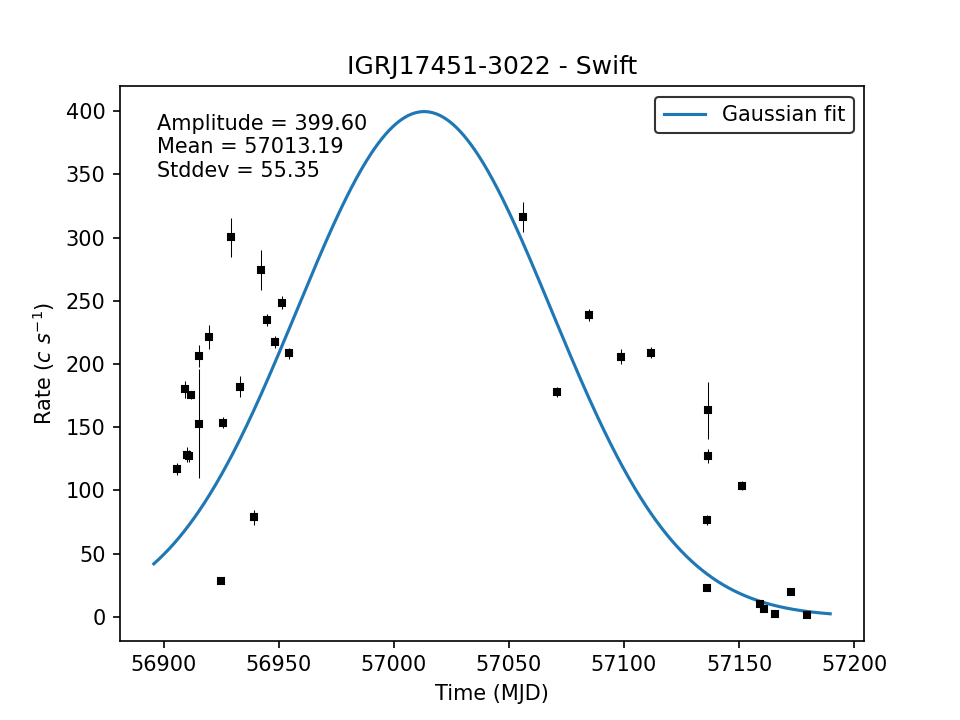 IGRJ17451-3022 - Swift
Amplitude = 399.60
Mean = 57013.19
Stddev = 55.35
Gaussian fit
Rate (c s⁻¹)
400
350
300
250
200
150
100
50
0
56900 56950 57000 57050 57100 57150 57200
Time (MJD)